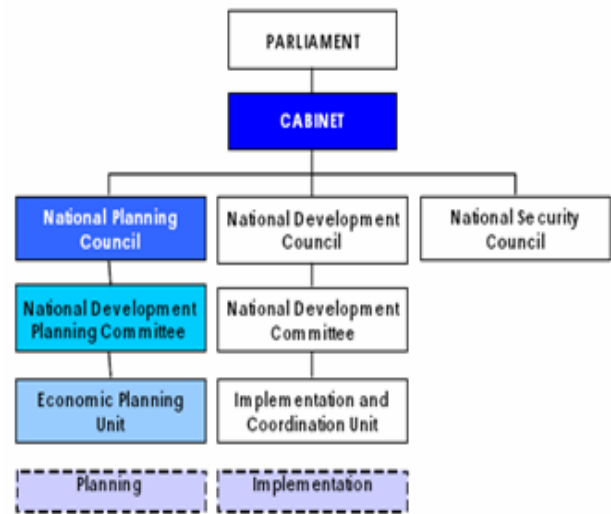 PARLIAMENT
CABINET
National Planning
Council
National Development
Council
National Security
Council
National Development
Planning Committee
National Development
Committee
Economic Planning
Unit
Implementation and
Coordination Unit
Planning
Implementation